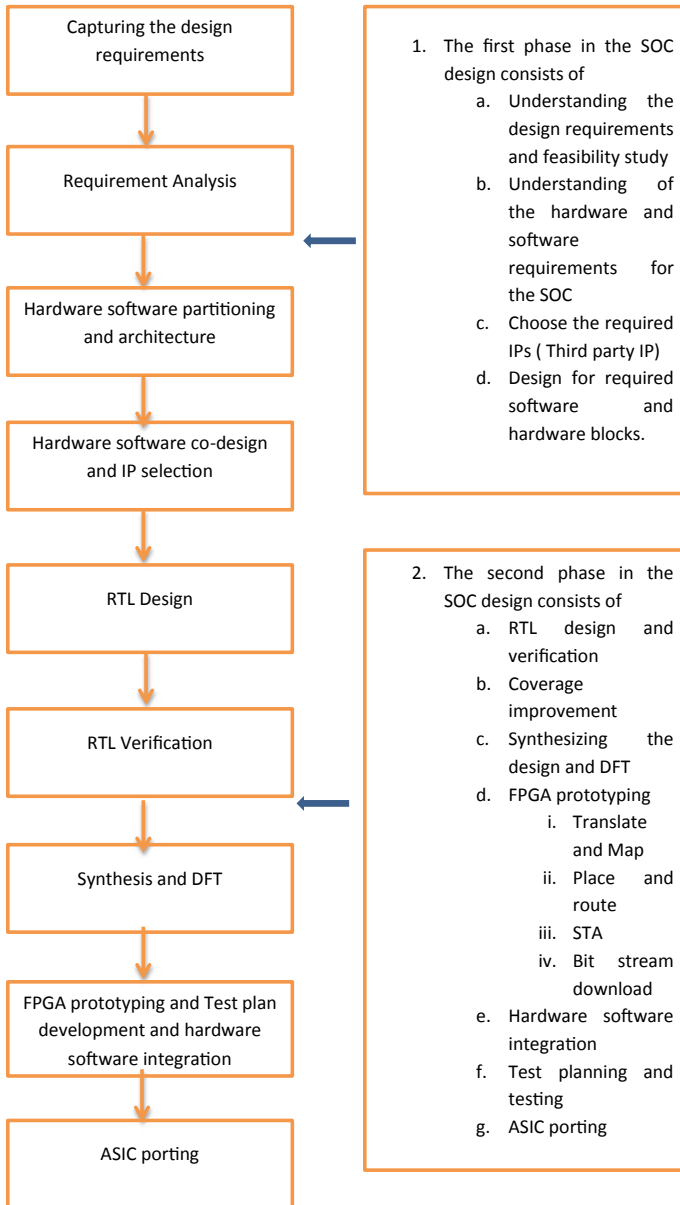 Capturing the design
requirements
Requirement Analysis
Hardware software partitioning
and architecture
Hardware software co-design
and IP selection
RTL Design
RTL Verification
Synthesis and DFT
FPGA prototyping and Test plan
development and hardware
software integration
ASIC porting
1. The first phase in the SOC
design consists of
a. Understanding the
design requirements
and feasibility study
b. Understanding of
the hardware and
software
requirements for
the SOC
c. Choose the required
IPs ( Third party IP)
d. Design for required
software and
hardware blocks.
2. The second phase in the
SOC design consists of
a. RTL design and
verification
b. Coverage
improvement
c. Synthesizing the
design and DFT
d. FPGA prototyping
i. Translate
and Map
ii. Place and
route
iii. STA
iv. Bit stream
download
e. Hardware software
integration
f. Test planning and
testing
g. ASIC porting